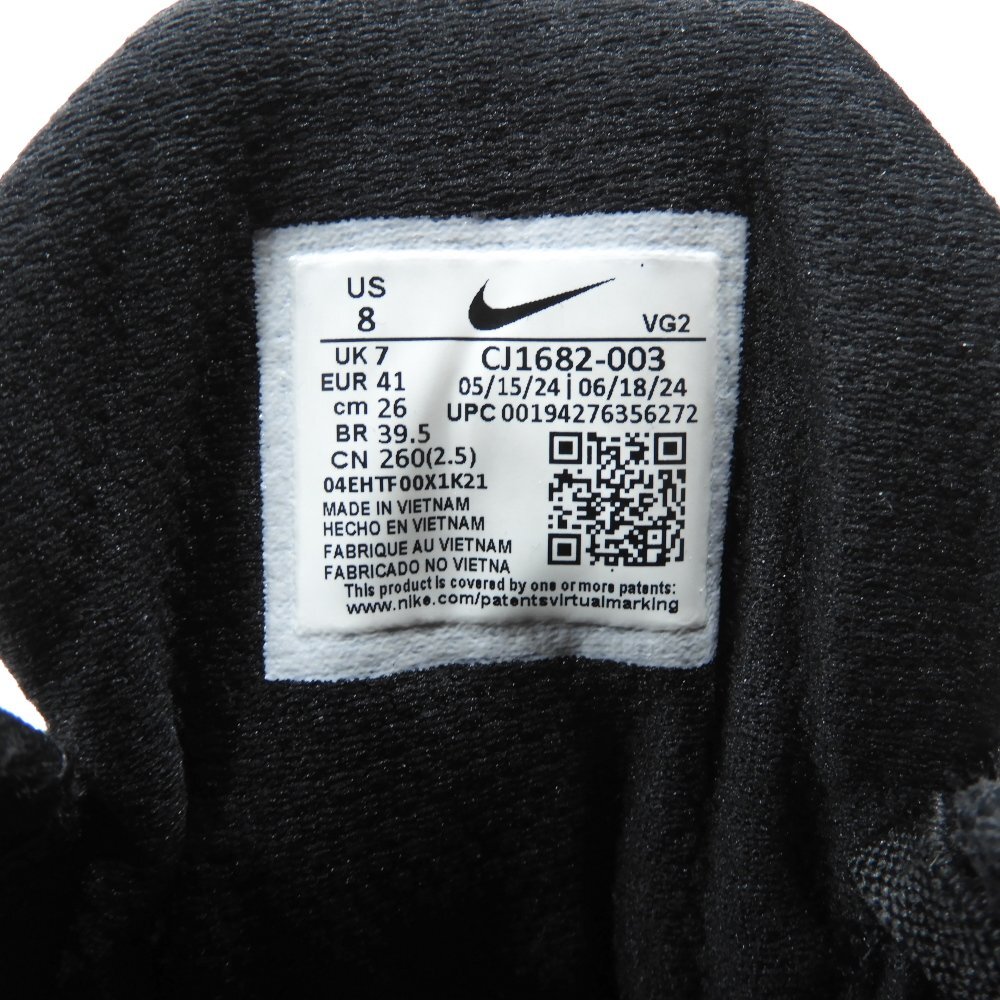 US
8
VG2
UK 7
CJ1682-003
EUR 41
05/15/24 | 06/18/24
cm 26
UPC 00194276356272
BR 39.5
CN 260(2.5)
04EHTF00X1K21
MADE IN VIETNAM
HECHO EN VIETNAM
FABRIQUE AU VIETNAM
FABRICADO NO VIETNA
This product is covered by one or more patents:
www.nike.com/patentsvirtualmarking